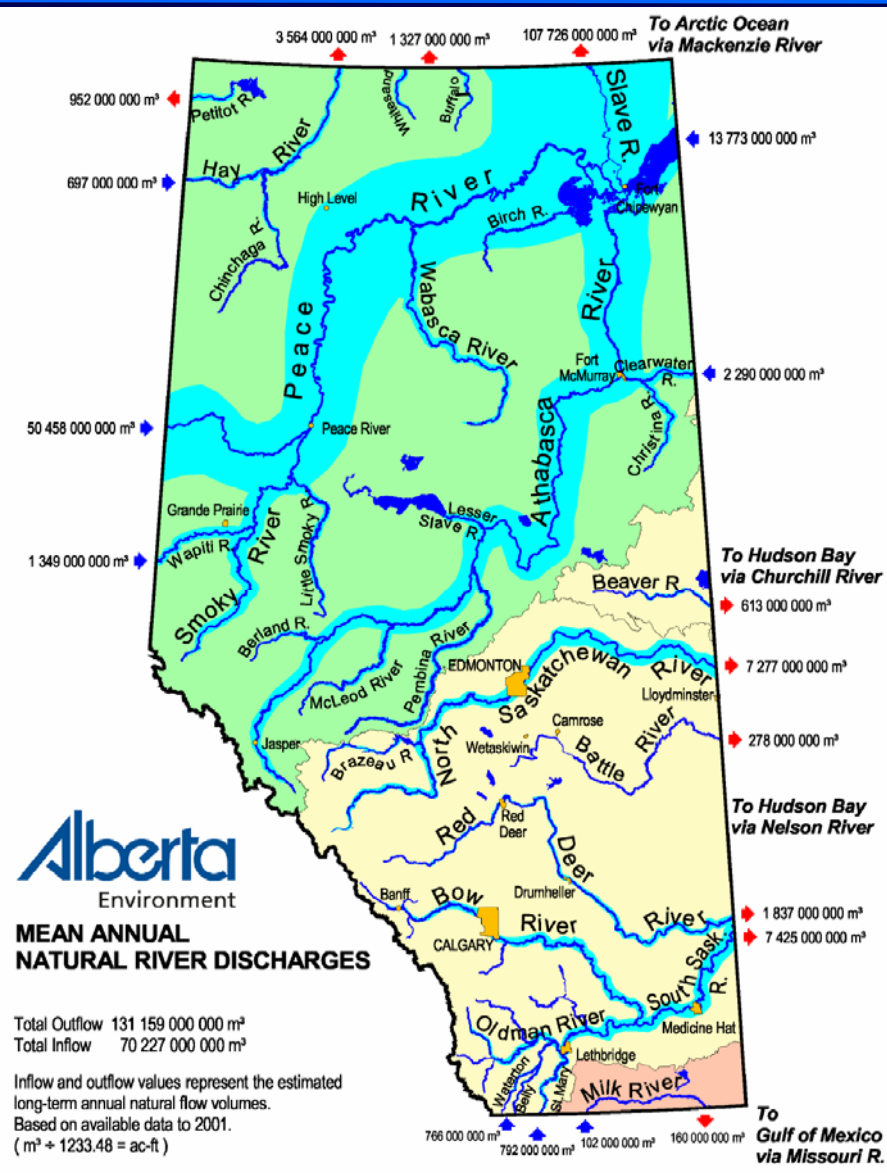 3 564 000 000 m³
1 327 000 000 m³
107 726 000 000 m³
To Arctic Ocean
via Mackenzie River
952 000 000 m³
Petitot R.
Whitesand
Buffalo
Slave R.
13 773 000 000 m³
697 000 000 m³
Hay River
High Level
River
Birch R.
Fort
Chipewyan
Chinchaga R.
Peace
Wabasca River
River
Fort
McMurray
Clearwater
R.
2 290 000 000 m³
Christina R.
50 458 000 000 m³
Peace River
Athabasca
Grande Prairie
Lesser
Slave R.
Wapiti R.
Smoky River
Little Smoky R.
1 349 000 000 m³
To Hudson Bay
via Churchill River
Beaver R
613 000 000 m³
Berland R.
McLeod River
Pembina River
EDMONTON
North Saskatchewan River
7 277 000 000 m³
Lloydminster
Jasper
Brazeau R
Wetaskiwin
Camrose
Battle River
278 000 000 m³
To Hudson Bay
via Nelson River
Red Deer River
Red
Deer
Drumheller
Alberta
Environment
MEAN ANNUAL
NATURAL RIVER DISCHARGES
Banff
Bow River
CALGARY
1 837 000 000 m³
7 425 000 000 m³
South Sask. R.
Medicine Hat
Oldman River
Lethbridge
Waterton
Belly
St.Mary
Milk River
Total Outflow 131 159 000 000 m³
Total Inflow 70 227 000 000 m³
Inflow and outflow values represent the estimated
long-term annual natural flow volumes.
Based on available data to 2001.
( m³ ÷ 1233.48 = ac-ft )
766 000 000 m³
792 000 000 m³
102 000 000 m³
160 000 000 m³
To
Gulf of Mexico
via Missouri R.